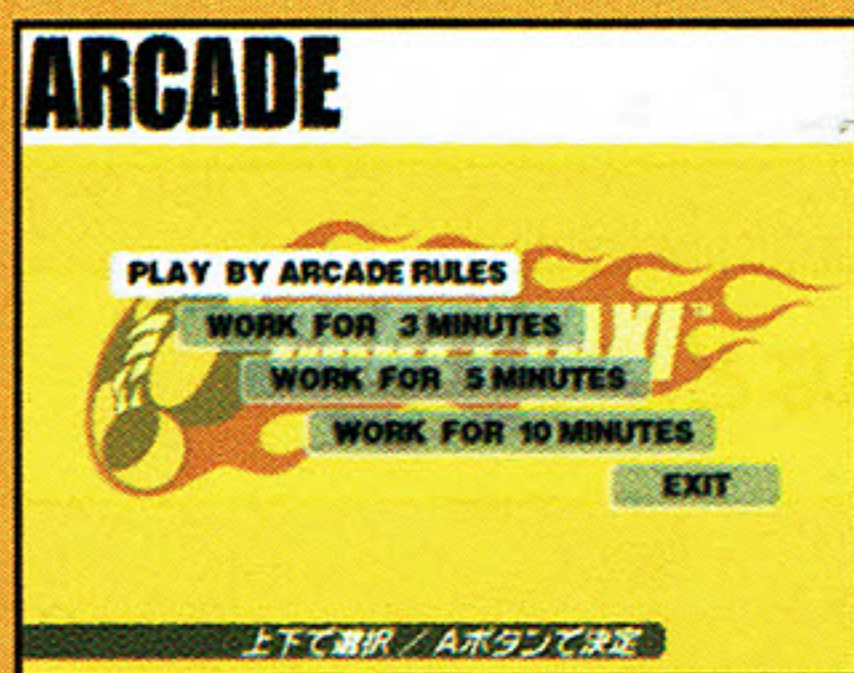 ARCADE
PLAY BY ARCADE RULES
WORK FOR 3 MINUTES
WORK FOR 5 MINUTES
WORK FOR 10 MINUTES
EXIT
上下で選択 / Aボタンで決定